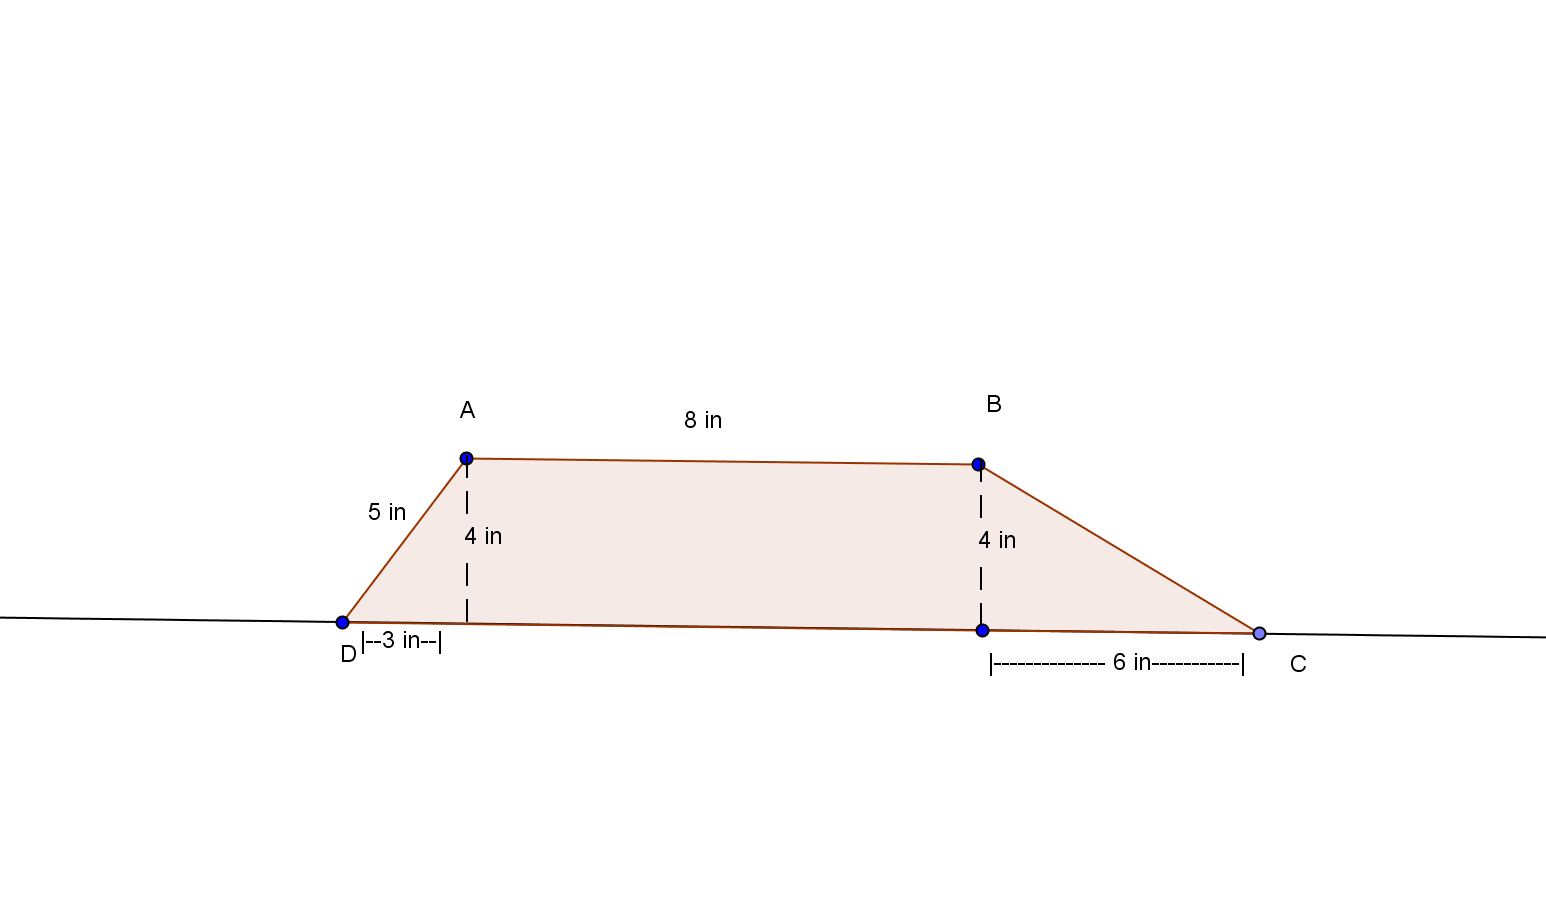 A
B
8 in
5 in
4 in
4 in
D
|--3 in--|
|-------------- 6 in-----------|
C